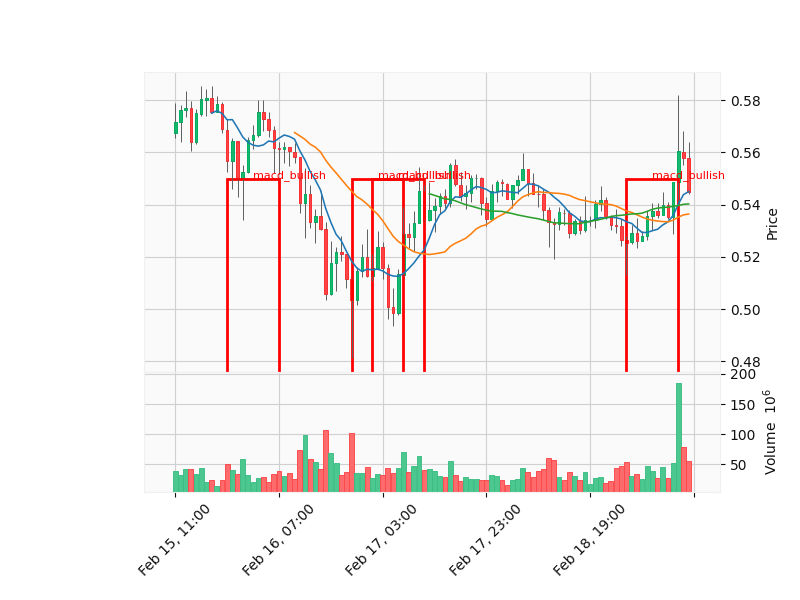 0.58
0.56
macd_bullish
macd_bullish
macd_bullish
macd_bullish
0.54
0.52
0.50
0.48
Price
200
150
100
50
Volume 10^6
Feb 15, 11:00
Feb 16, 07:00
Feb 17, 03:00
Feb 17, 23:00
Feb 18, 19:00